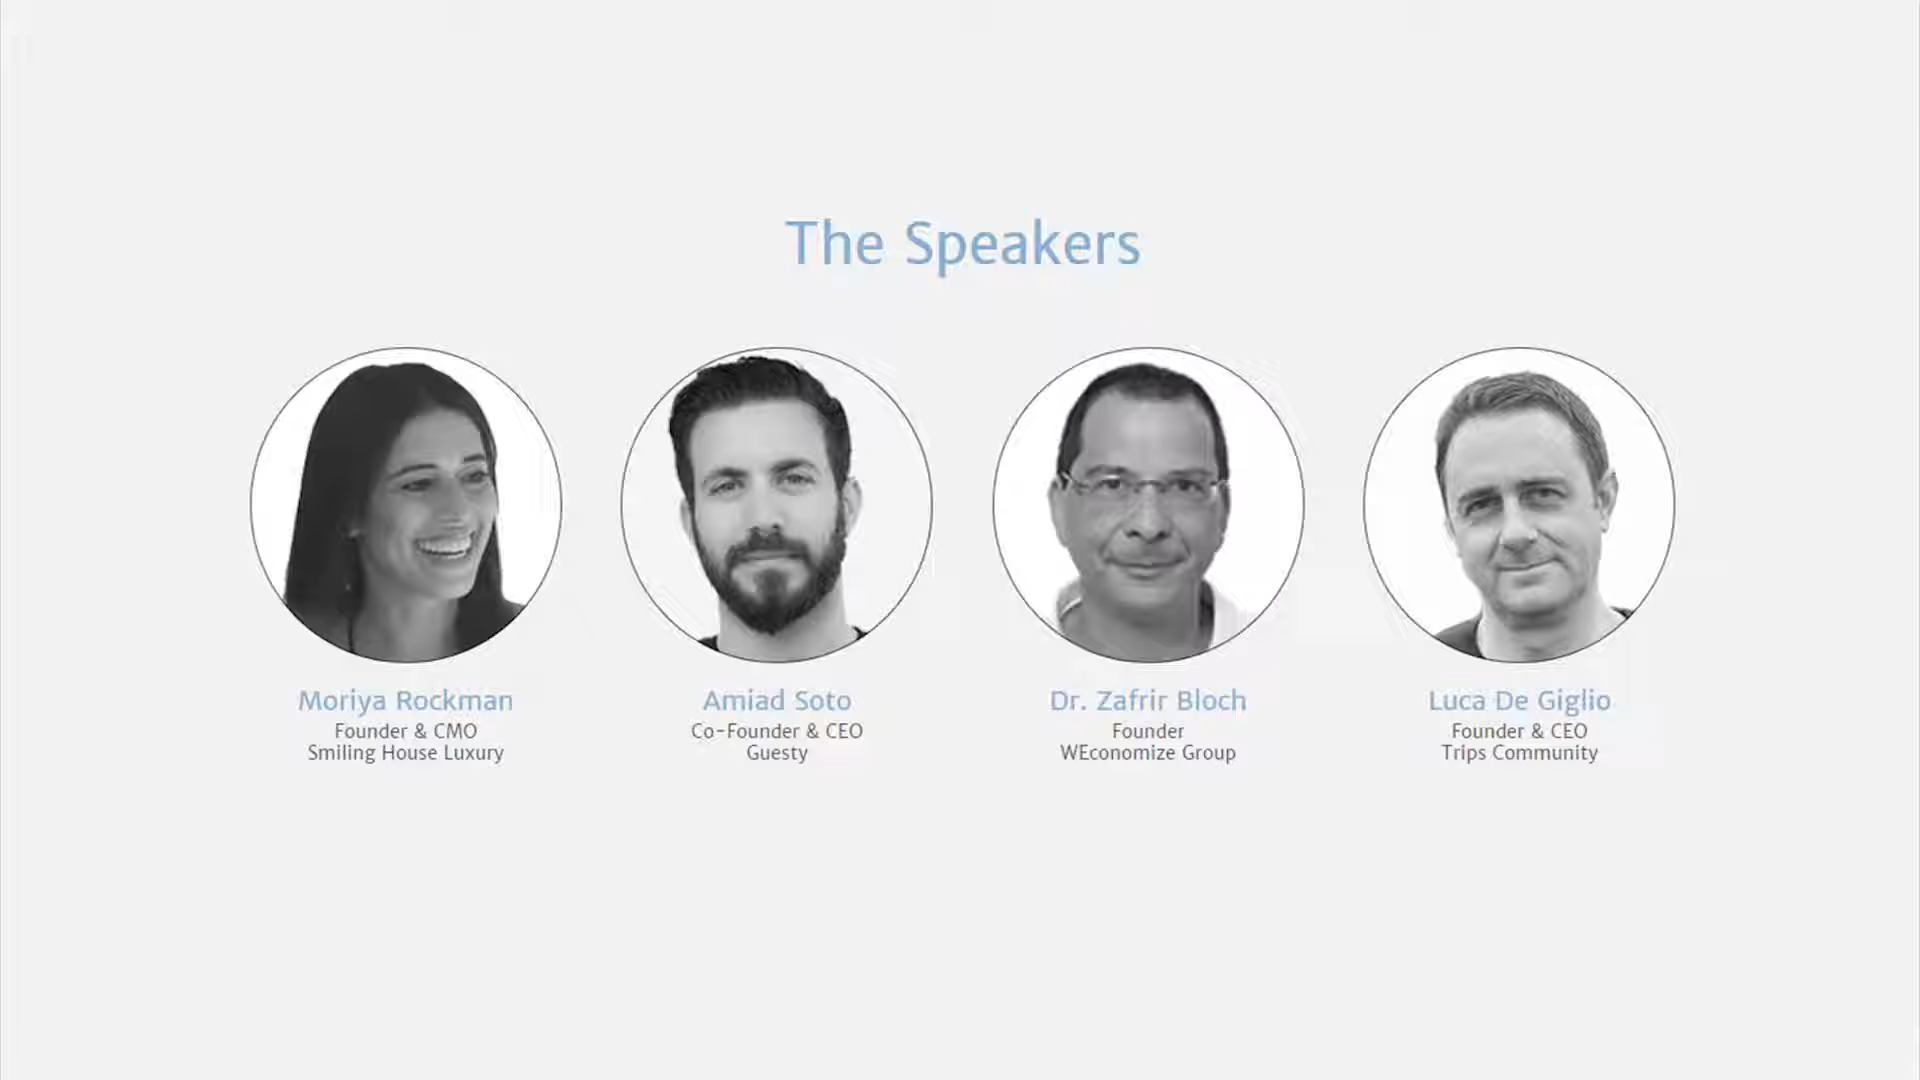 The Speakers
Moriya Rockman
Founder & CMO
Smiling House Luxury
Amiad Soto
Co-Founder & CEO
Guesty
Dr. Zafrir Bloch
Founder
WEconomize Group
Luca De Giglio
Founder & CEO
Trips Community